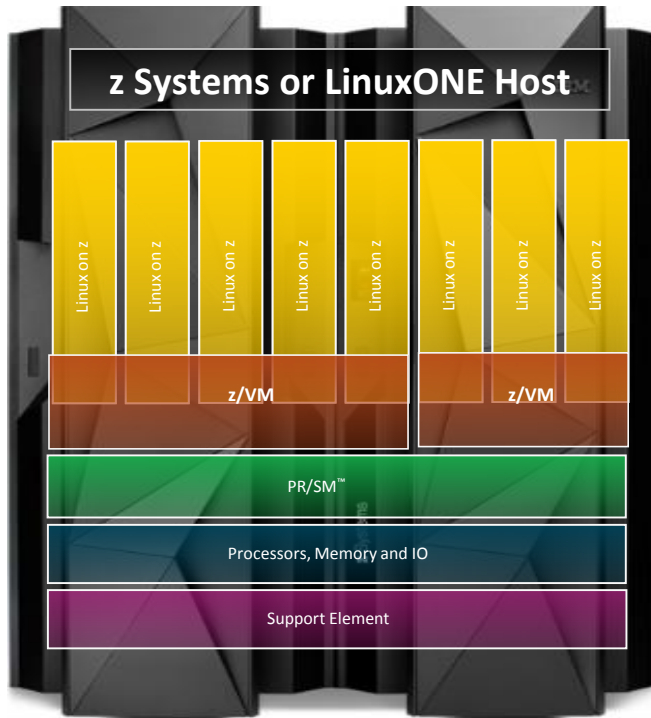 z Systems or LinuxONE Host
Linux on z
Linux on z
Linux on z
Linux on z
Linux on z
Linux on z
Linux on z
Linux on z
z/VM
z/VM
PR/SM™
Processors, Memory and IO
Support Element